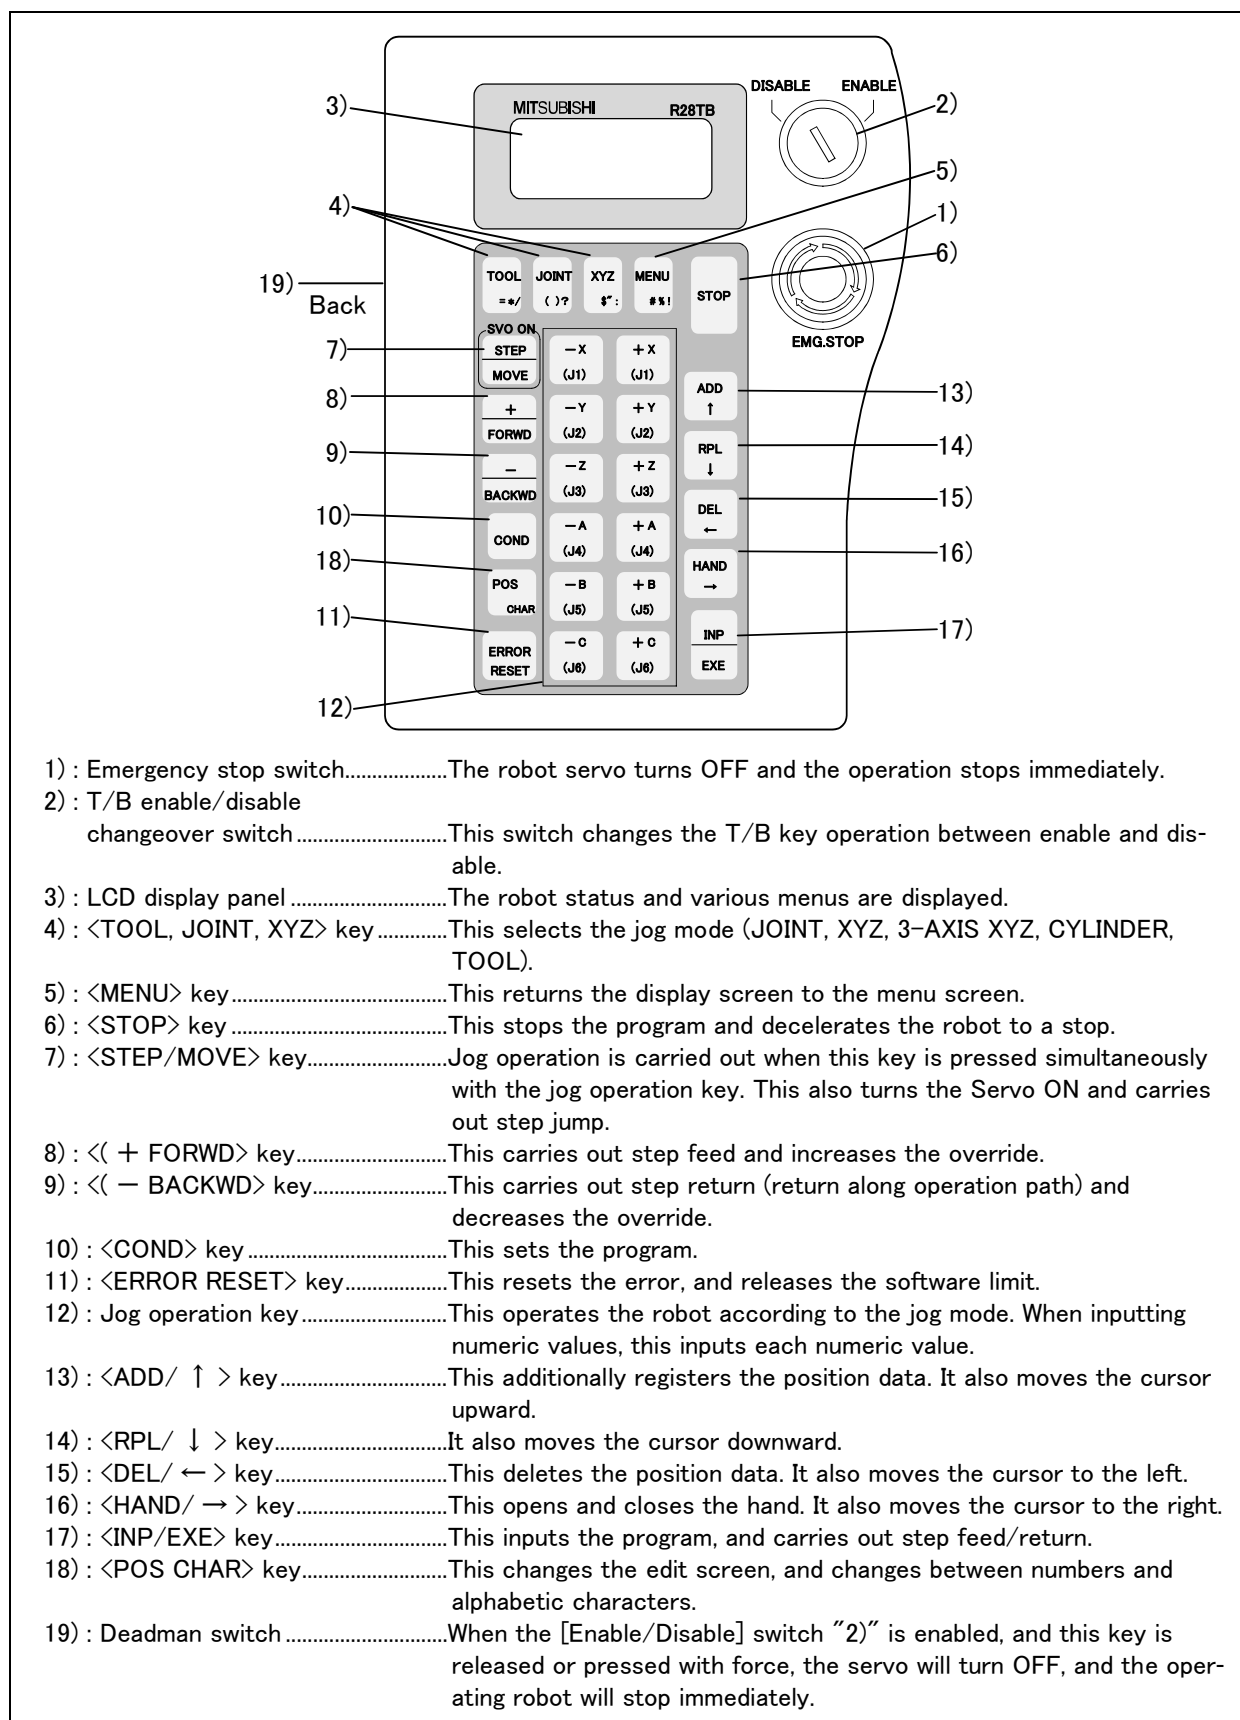 DISABLE ENABLE
3) MITSUBISHI R28TB 2)
5)
4) 1)
6)
19) TOOL JOINT XYZ MENU STOP
Back =*/ ( )? $": #%!
SVO ON EMG.STOP
7) STEP −X +X
MOVE (J1) (J1)
8) ADD 13)
+ −Y +Y ↑
FORWD (J2) (J2)
9) RPL 14)
− −Z +Z ↓
BACKWD (J3) (J3)
DEL 15)
10) −A +A ←
COND (J4) (J4)
18) HAND 16)
POS −B +B →
CHAR (J5) (J5)
11) INP 17)
ERROR −C +C
RESET (J6) (J6) EXE
12)
1) : Emergency stop switch...................The robot servo turns OFF and the operation stops immediately.
2) : T/B enable/disable
changeover switch ............................This switch changes the T/B key operation between enable and dis-
able.
3) : LCD display panel .............................The robot status and various menus are displayed.
4) : <TOOL, JOINT, XYZ> key .............This selects the jog mode (JOINT, XYZ, 3-AXIS XYZ, CYLINDER,
TOOL).
5) : <MENU> key ........................................This returns the display screen to the menu screen.
6) : <STOP> key ........................................This stops the program and decelerates the robot to a stop.
7) : <STEP/MOVE> key..........................Jog operation is carried out when this key is pressed simultaneously
with the jog operation key. This also turns the Servo ON and carries
out step jump.
8) : <( + FORWD> key............................This carries out step feed and increases the override.
9) : <( − BACKWD> key.........................This carries out step return (return along operation path) and
decreases the override.
10) : <COND> key .....................................This sets the program.
11) : <ERROR RESET> key...................This resets the error, and releases the software limit.
12) : Jog operation key ...........................This operates the robot according to the jog mode. When inputting
numeric values, this inputs each numeric value.
13) : <ADD/ ↑ > key...............................This additionally registers the position data. It also moves the cursor
upward.
14) : <RPL/ ↓ > key................................It also moves the cursor downward.
15) : <DEL/ ← > key................................This deletes the position data. It also moves the cursor to the left.
16) : <HAND/ → > key............................This opens and closes the hand. It also moves the cursor to the right.
17) : <INP/EXE> key................................This inputs the program, and carries out step feed/return.
18) : <POS CHAR> key...........................This changes the edit screen, and changes between numbers and
alphabetic characters.
19) : Deadman switch ..............................When the [Enable/Disable] switch "2)" is enabled, and this key is
released or pressed with force, the servo will turn OFF, and the oper-
ating robot will stop immediately.